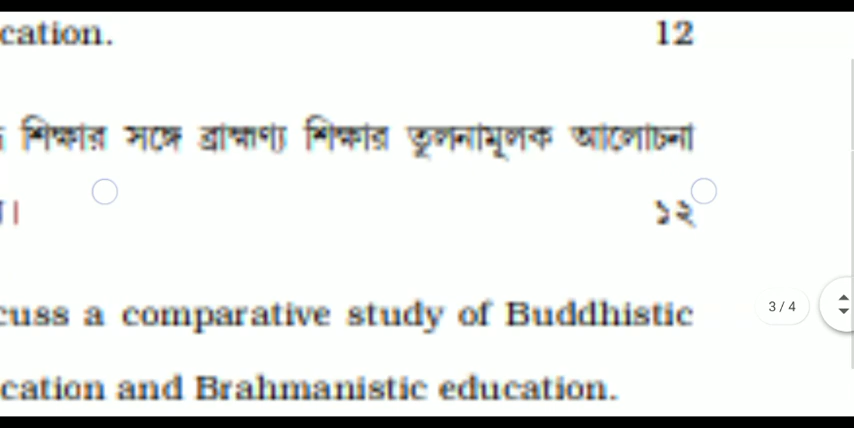 cation. 12
শিক্ষার সঙ্গে ব্রাহ্মণ্য শিক্ষার তুলনামূলক আলোচনা
। ১২
cuss a comparative study of Buddhistic
3 / 4
cation and Brahmanistic education.